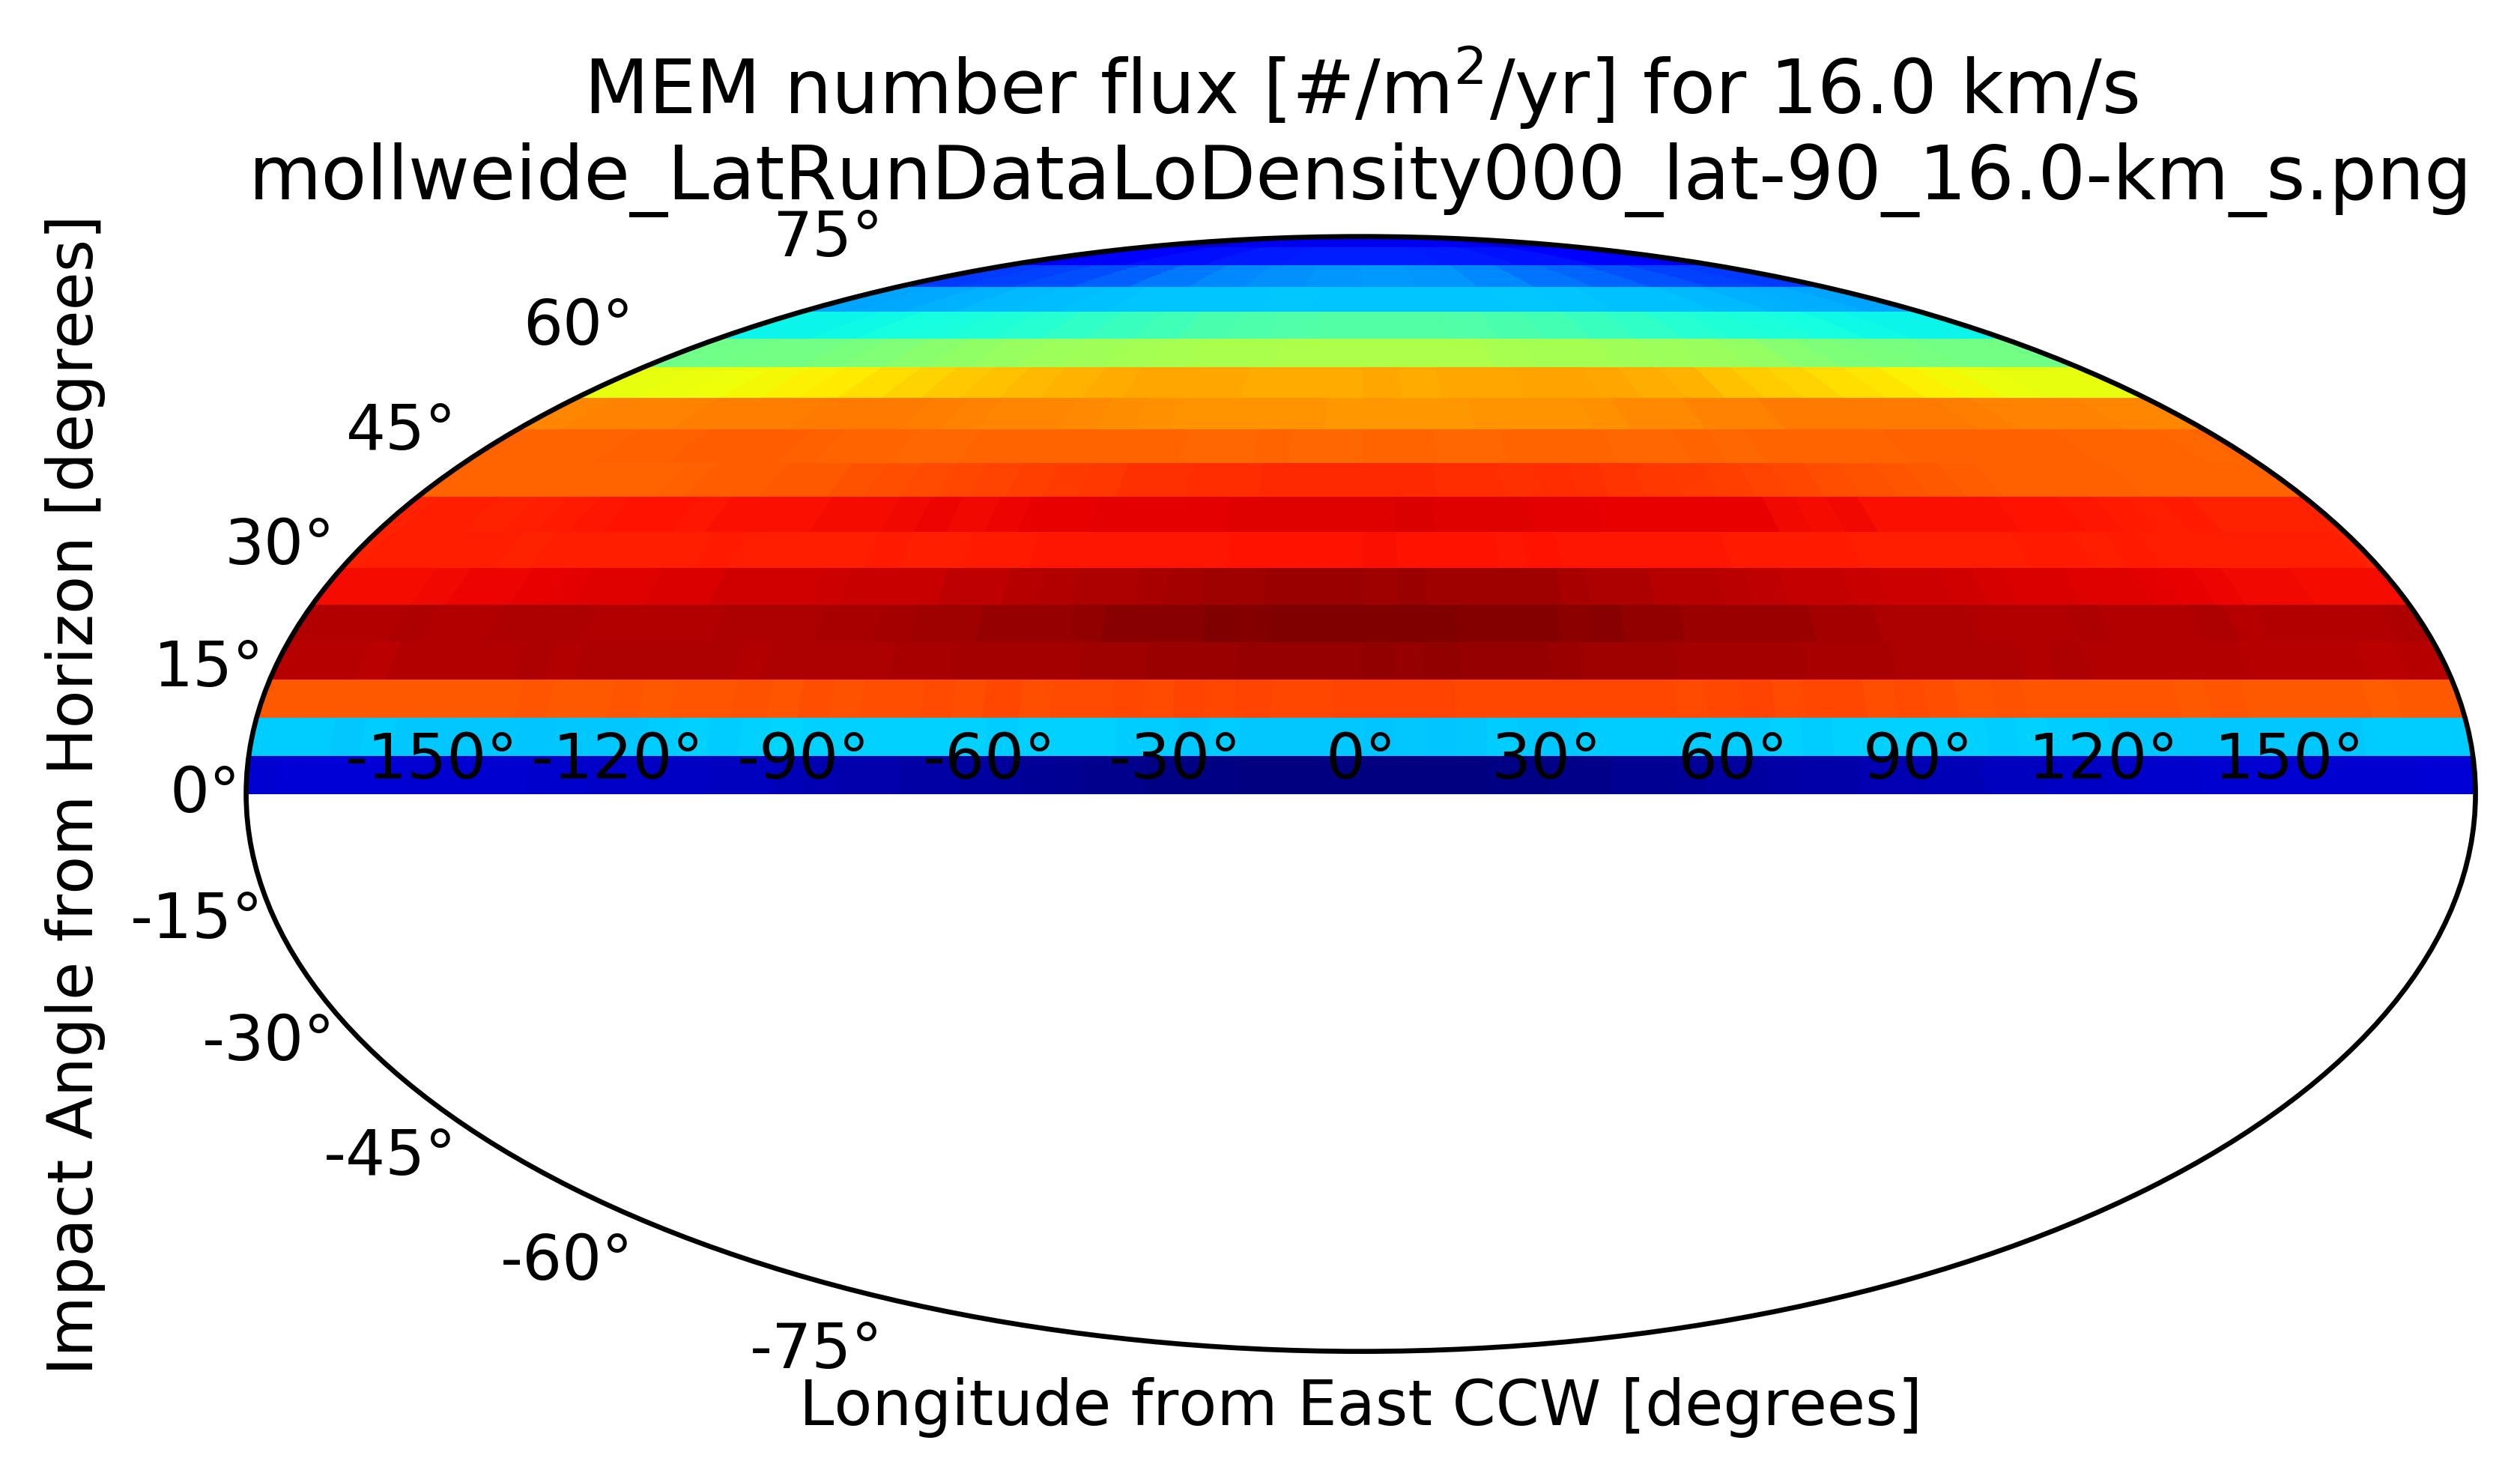 MEM number flux [#/m²/yr] for 16.0 km/s
mollweide_LatRunDataLoDensity000_lat-90_16.0-km_s.png
Impact Angle from Horizon [degrees]
75°
60°
45°
30°
15°
0°
-15°
-30°
-45°
-60°
-75°
-150° -120° -90° -60° -30° 0° 30° 60° 90° 120° 150°
Longitude from East CCW [degrees]